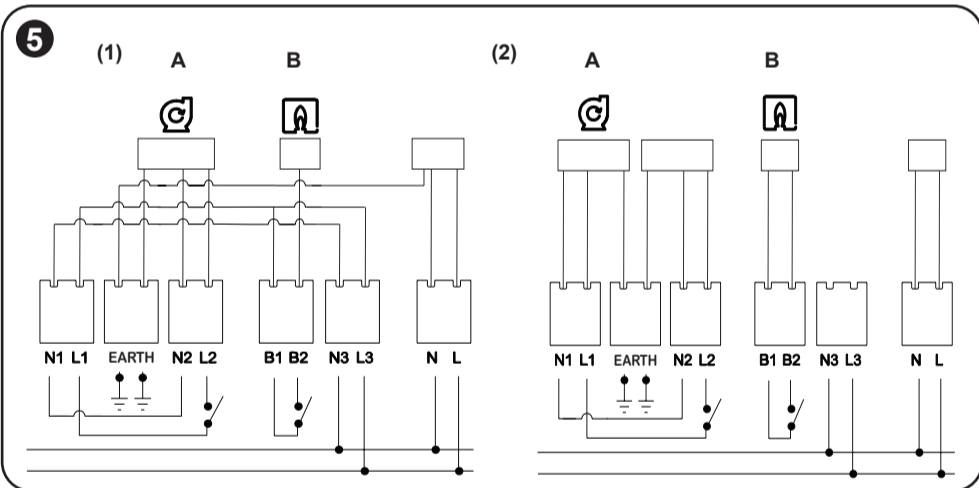 5
(1) A B (2) A B
N1 L1 EARTH N2 L2 B1 B2 N3 L3 N L
N1 L1 EARTH N2 L2 B1 B2 N3 L3 N L